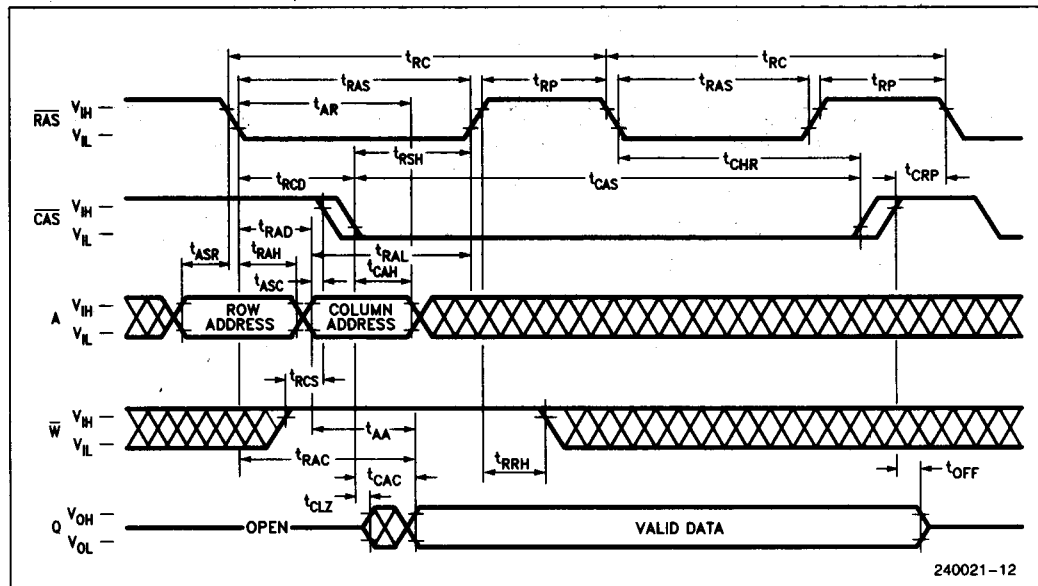 tRC tRC
tRAS tRP tRAS tRP
tAR
RAS VIH
VIL
tRSH tCHR
tRCD tCAS tCRP
CAS VIH
VIL
tRAD
tRAL
tASR tRAH
tASC tCAH
A VIH
VIL
ROW ADDRESS
COLUMN ADDRESS
tRCS
W VIH
VIL
tAA
tRAC
tCAC tRRH tOFF
tCLZ
Q VOH
VOL
OPEN VALID DATA
240021-12